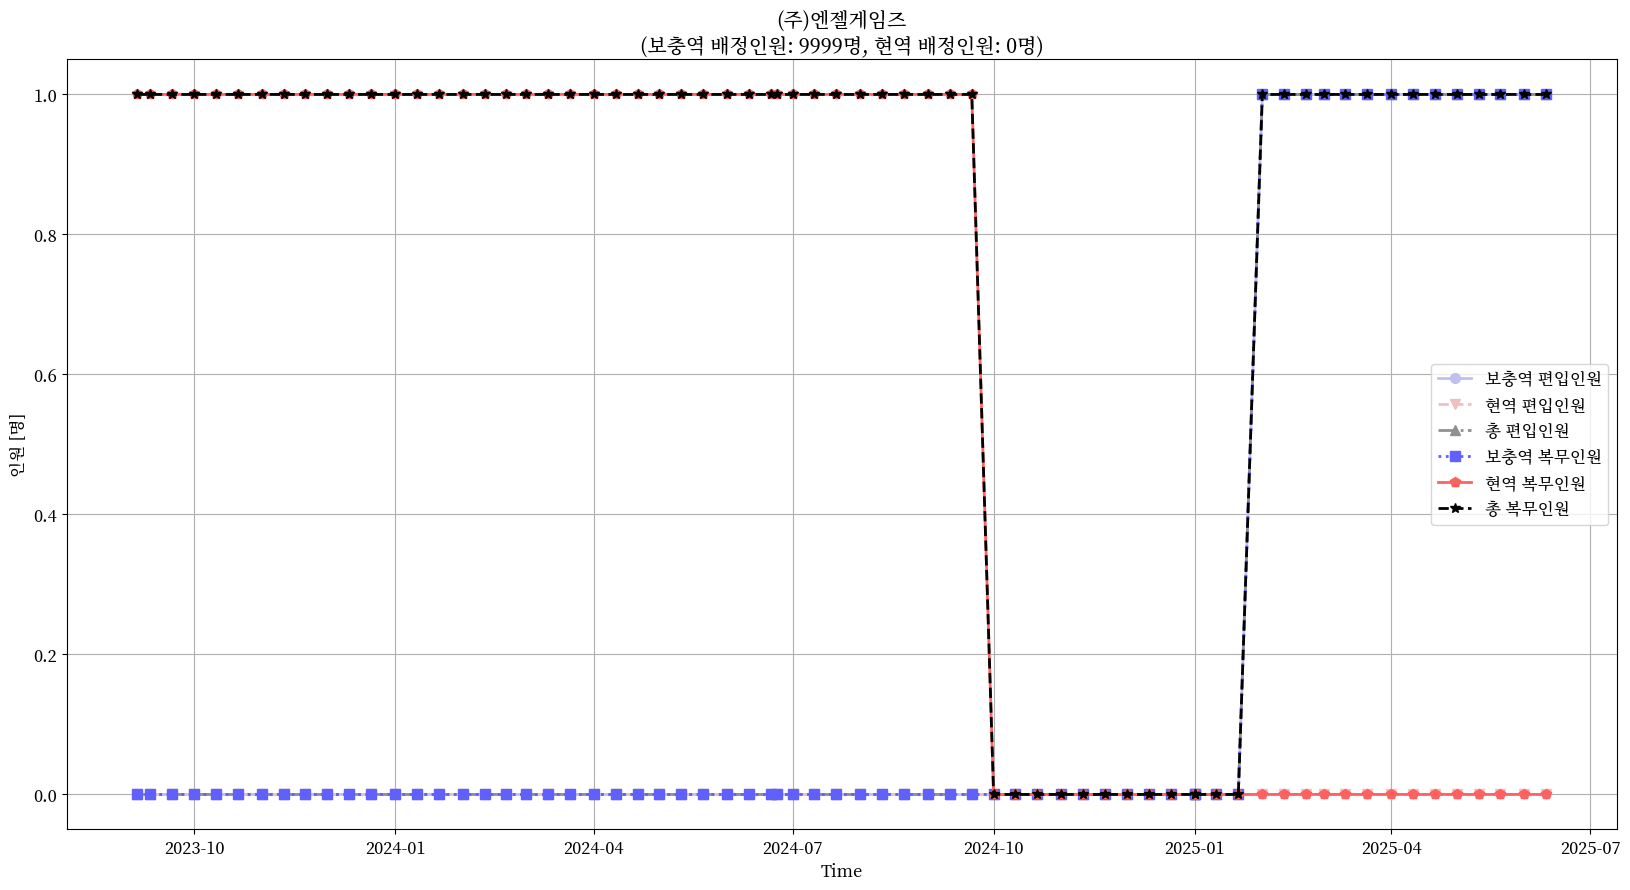 (주)엔젤게임즈
(보충역 배정인원: 9999명, 현역 배정인원: 0명)
1.0
0.8
0.6
0.4
0.2
0.0
인원 [명]
보충역 편입인원
현역 편입인원
총 편입인원
보충역 복무인원
현역 복무인원
총 복무인원
2023-10
2024-01
2024-04
2024-07
2024-10
2025-01
2025-04
2025-07
Time